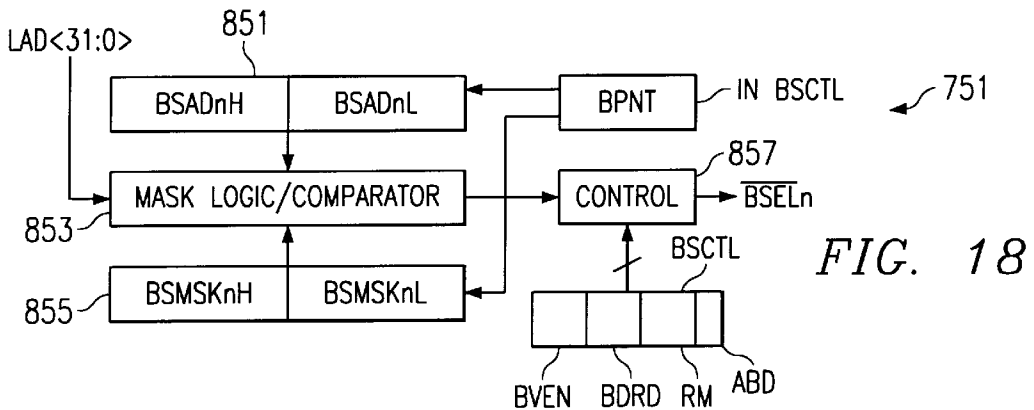 851
LAD<31:0>
BSADnH BSADnL
BPNT
IN BSCTL
751
MASK LOGIC/COMPARATOR
853
857
CONTROL
B̅S̅E̅L̅n
BSCTL
FIG. 18
BSMSKnH BSMSKnL
855
BVEN BDRD RM ABD